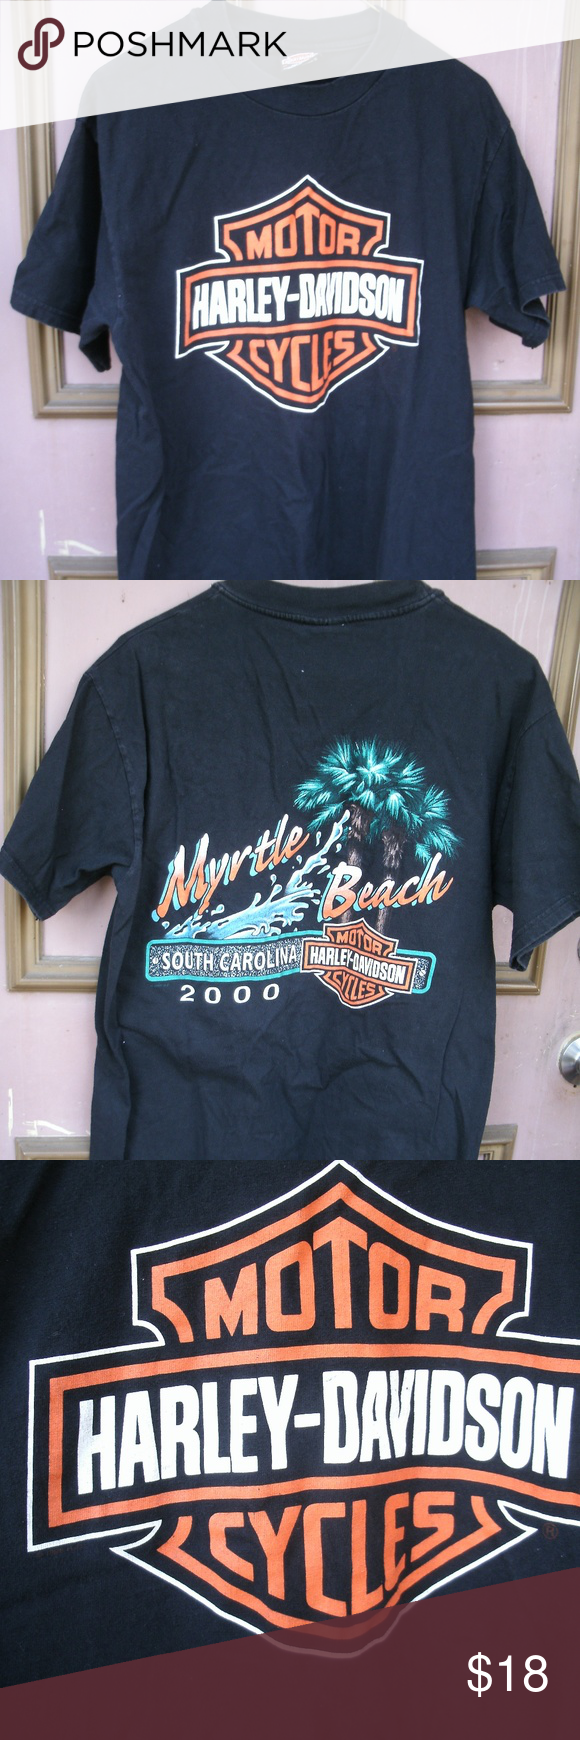 POSHMARK
MOTOR
HARLEY-DAVIDSON
CYCLES
Myrtle
Beach
SOUTH CAROLINA
MOTOR
HARLEY-DAVIDSON
CYCLES
2000
MOTOR
HARLEY-DAVIDSON
CYCLES
®
$18